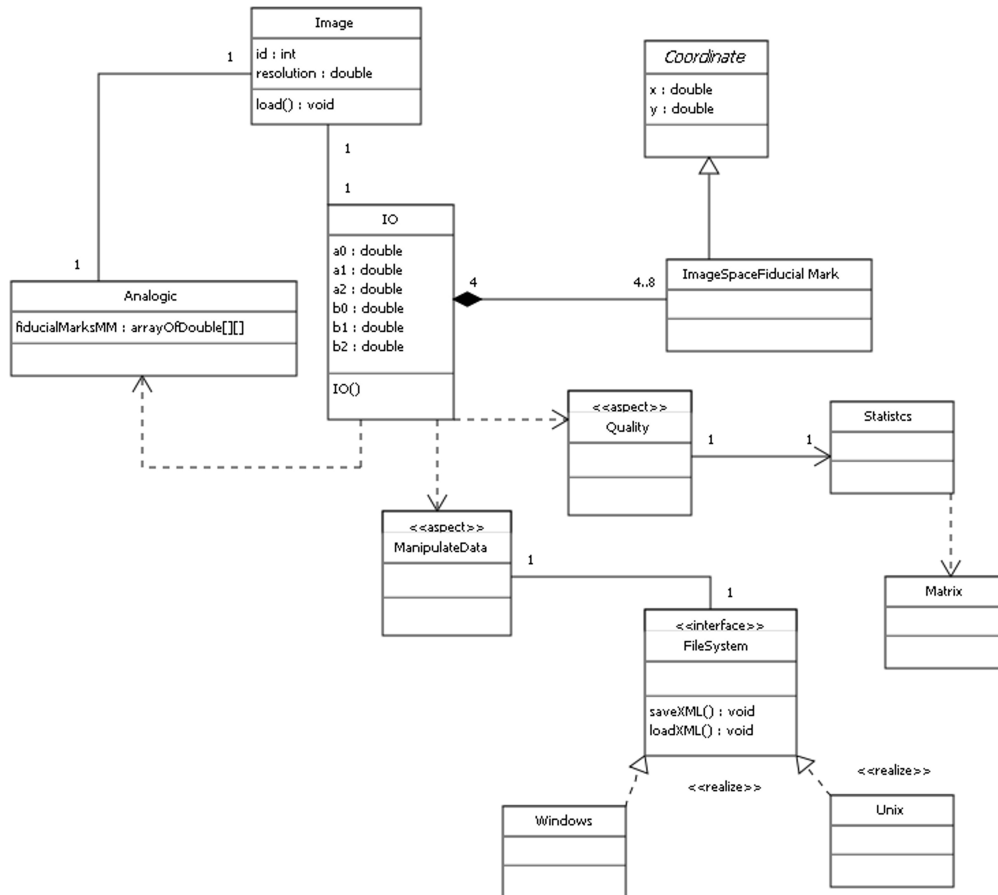 Image
id : int
resolution : double
load() : void
1
1
1
1
Coordinate
x : double
y : double
IO
a0 : double
a1 : double
a2 : double
b0 : double
b1 : double
b2 : double
IO()
4
4..8
ImageSpaceFiducial Mark
Analogic
fiducialMarksMM : arrayOfDouble[][]
<<aspect>>
Quality
1
1
Statistcs
<<aspect>>
ManipulateData
1
1
Matrix
<<interface>>
FileSystem
saveXML() : void
loadXML() : void
<<realize>>
<<realize>>
Windows
Unix